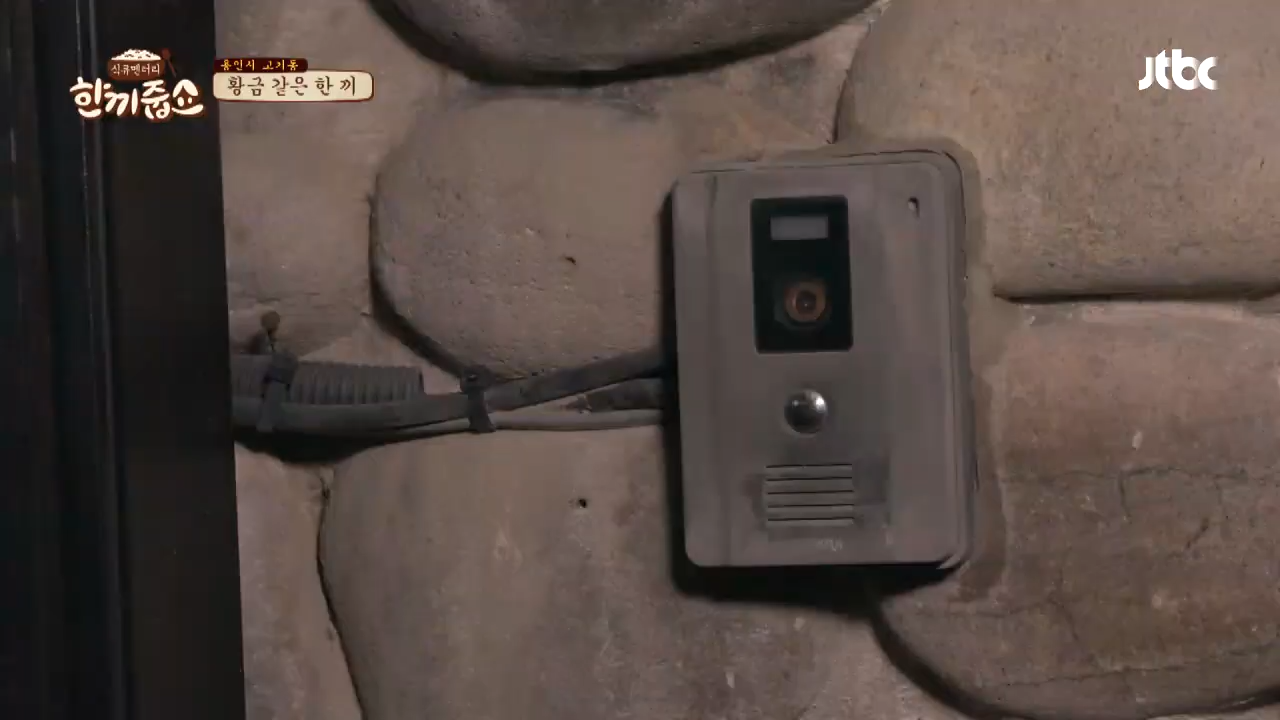 식큐멘터리
한끼줍쇼
용인시 고기동
황금 같은 한 끼
jtbc